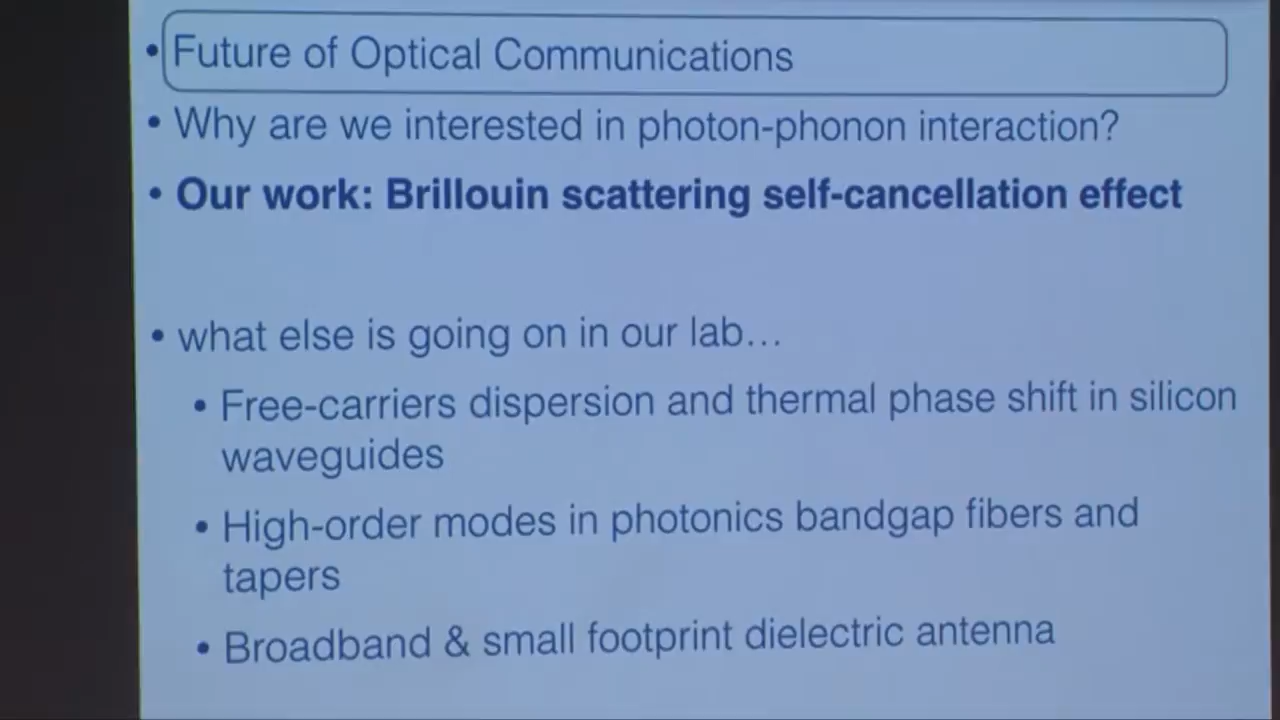 • Future of Optical Communications
• Why are we interested in photon-phonon interaction?
• Our work: Brillouin scattering self-cancellation effect
• what else is going on in our lab...
• Free-carriers dispersion and thermal phase shift in silicon
waveguides
• High-order modes in photonics bandgap fibers and
tapers
• Broadband & small footprint dielectric antenna